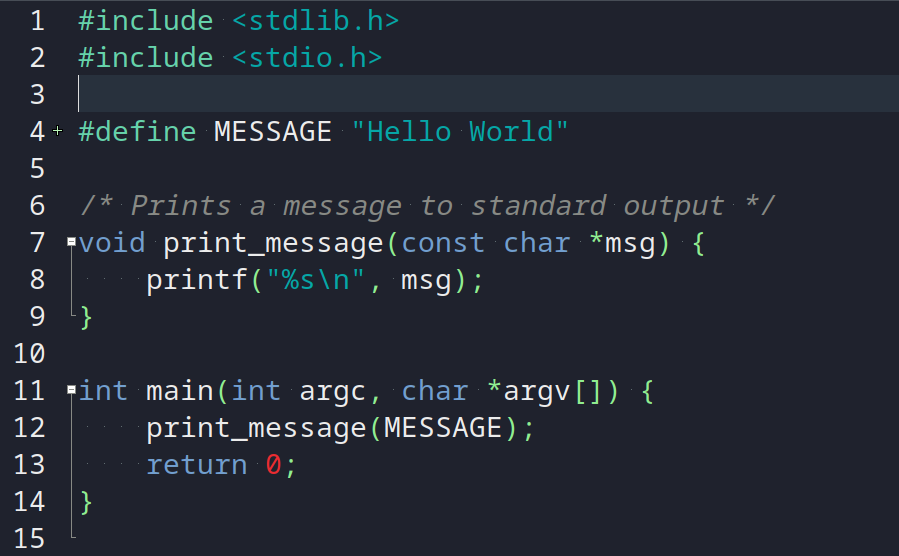 1 #include <stdlib.h>
2 #include <stdio.h>
3
4 #define MESSAGE "Hello World"
5
6 /* Prints a message to standard output */
7 void print_message(const char *msg) {
8     printf("%s\n", msg);
9 }
10
11 int main(int argc, char *argv[]) {
12     print_message(MESSAGE);
13     return 0;
14 }
15